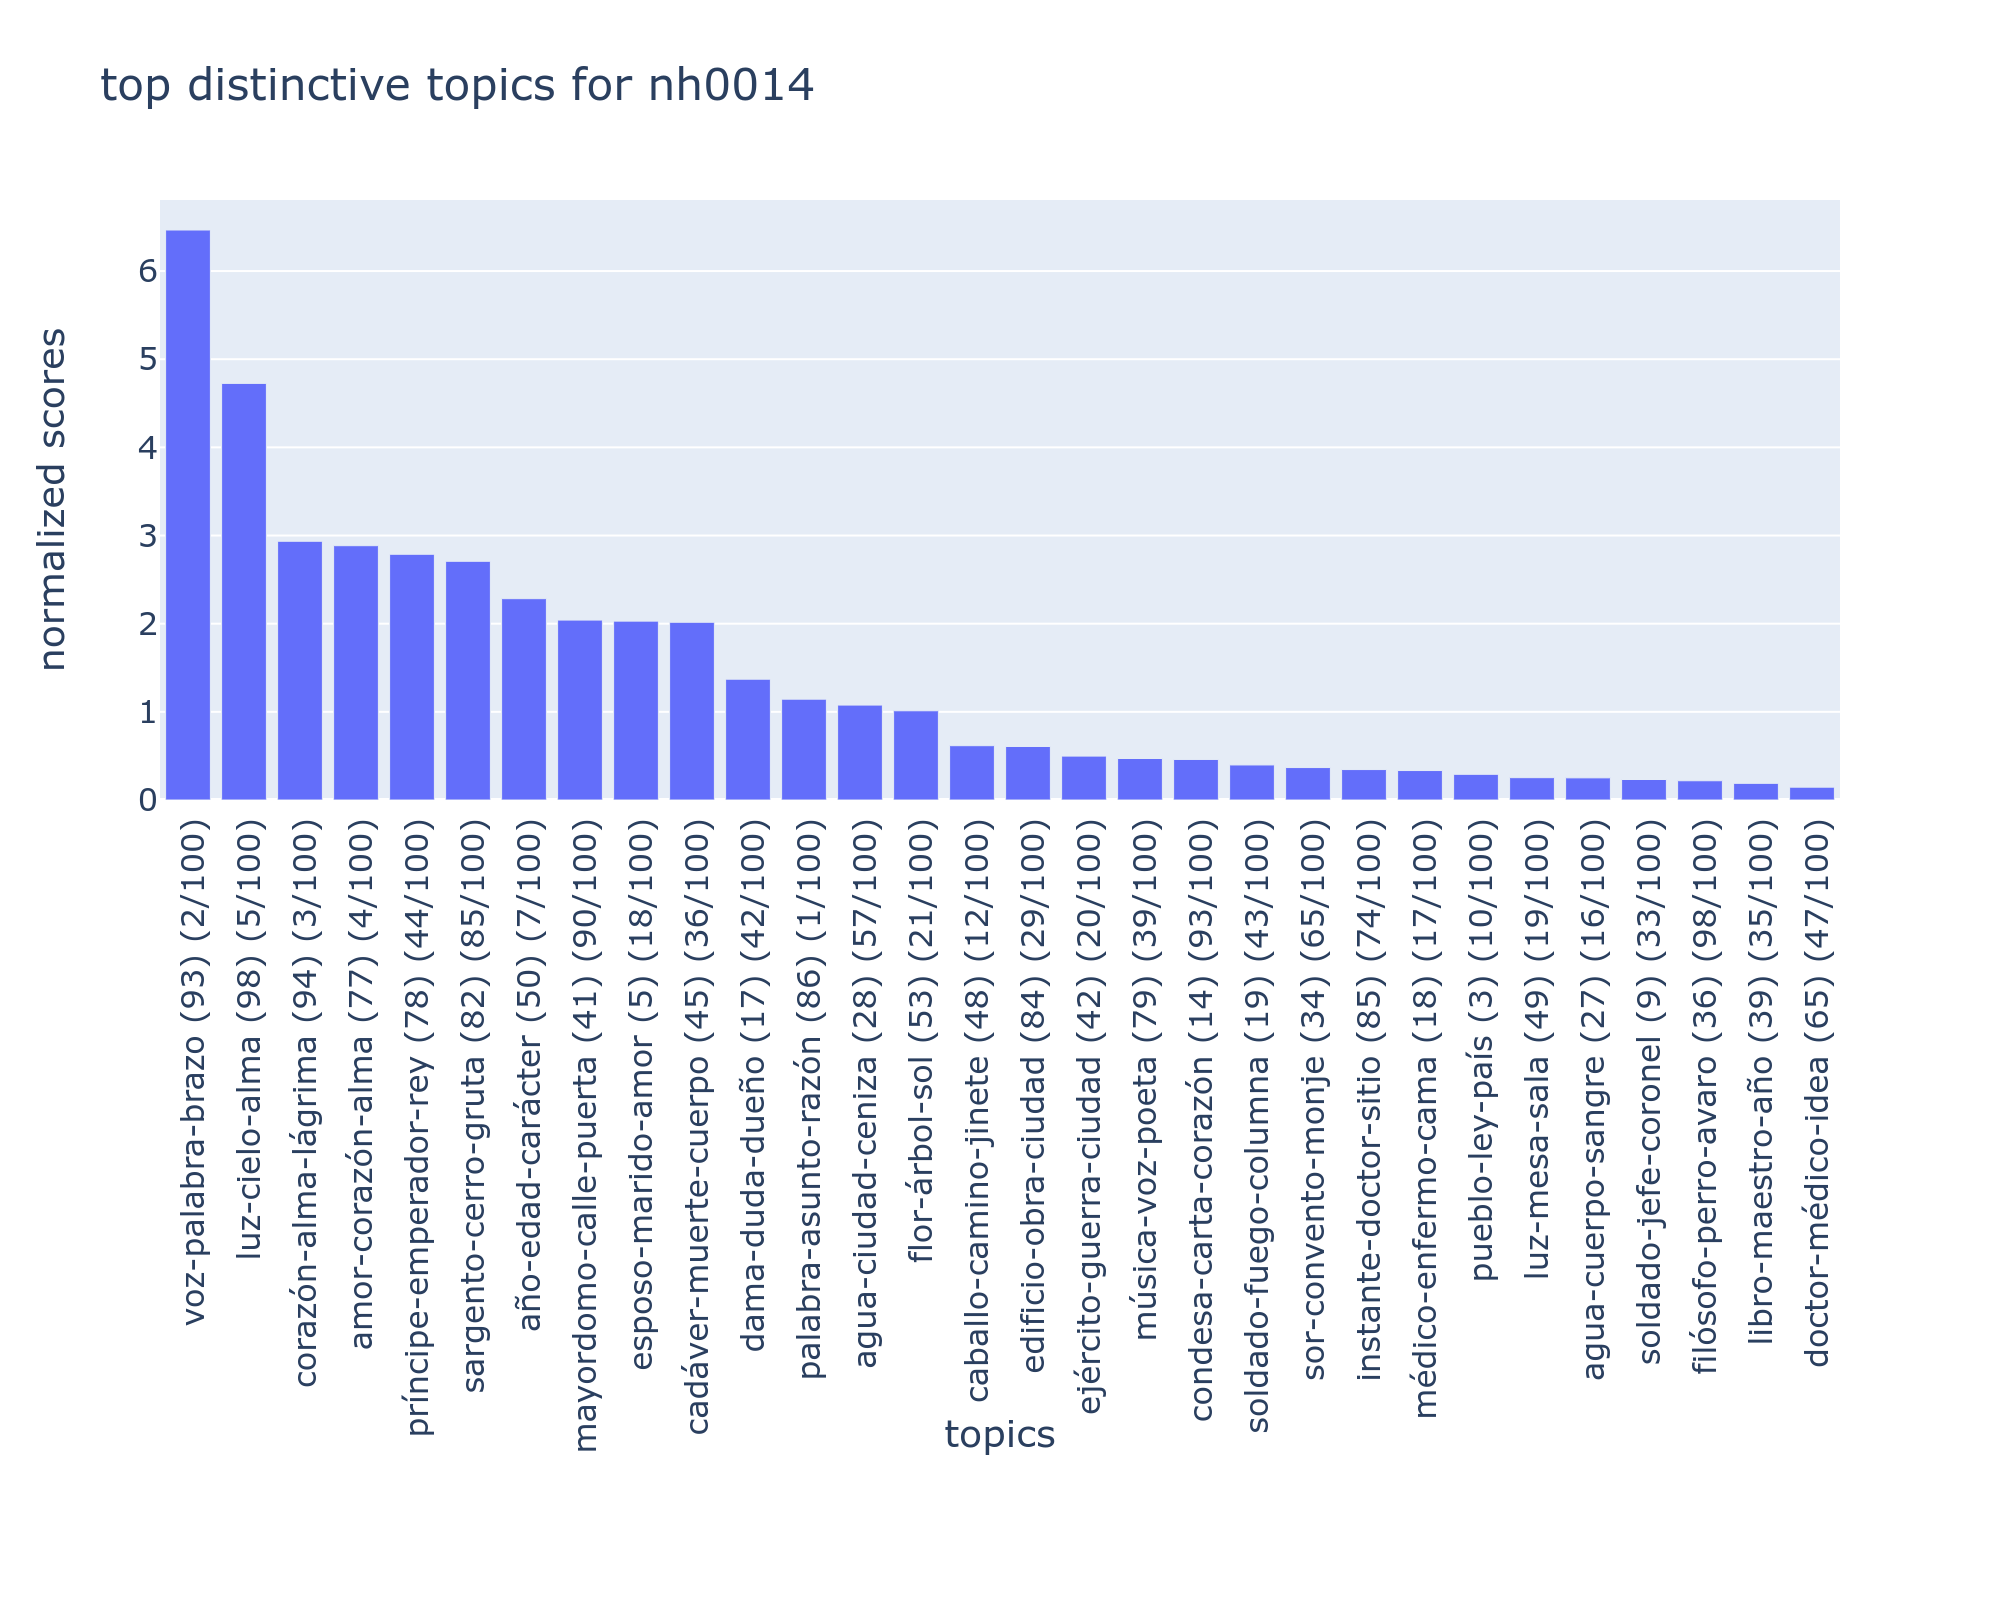 top distinctive topics for nh0014
normalized scores
6
5
4
3
2
1
0
voz-palabra-brazo (93) (2/100)
luz-cielo-alma (98) (5/100)
corazón-alma-lágrima (94) (3/100)
amor-corazón-alma (77) (4/100)
príncipe-emperador-rey (78) (44/100)
sargento-cerro-gruta (82) (85/100)
año-edad-carácter (50) (7/100)
mayordomo-calle-puerta (41) (90/100)
esposo-marido-amor (5) (18/100)
cadáver-muerte-cuerpo (45) (36/100)
dama-duda-dueño (17) (42/100)
palabra-asunto-razón (86) (1/100)
agua-ciudad-ceniza (28) (57/100)
flor-árbol-sol (53) (21/100)
caballo-camino-jinete (48) (12/100)
edificio-obra-ciudad (84) (29/100)
ejército-guerra-ciudad (42) (20/100)
música-voz-poeta (79) (39/100)
condesa-carta-corazón (14) (93/100)
soldado-fuego-columna (19) (43/100)
sor-convento-monje (34) (65/100)
instante-doctor-sitio (85) (74/100)
médico-enfermo-cama (18) (17/100)
pueblo-ley-país (3) (10/100)
luz-mesa-sala (49) (19/100)
agua-cuerpo-sangre (27) (16/100)
soldado-jefe-coronel (9) (33/100)
filósofo-perro-avaro (36) (98/100)
libro-maestro-año (39) (35/100)
doctor-médico-idea (65) (47/100)
topics